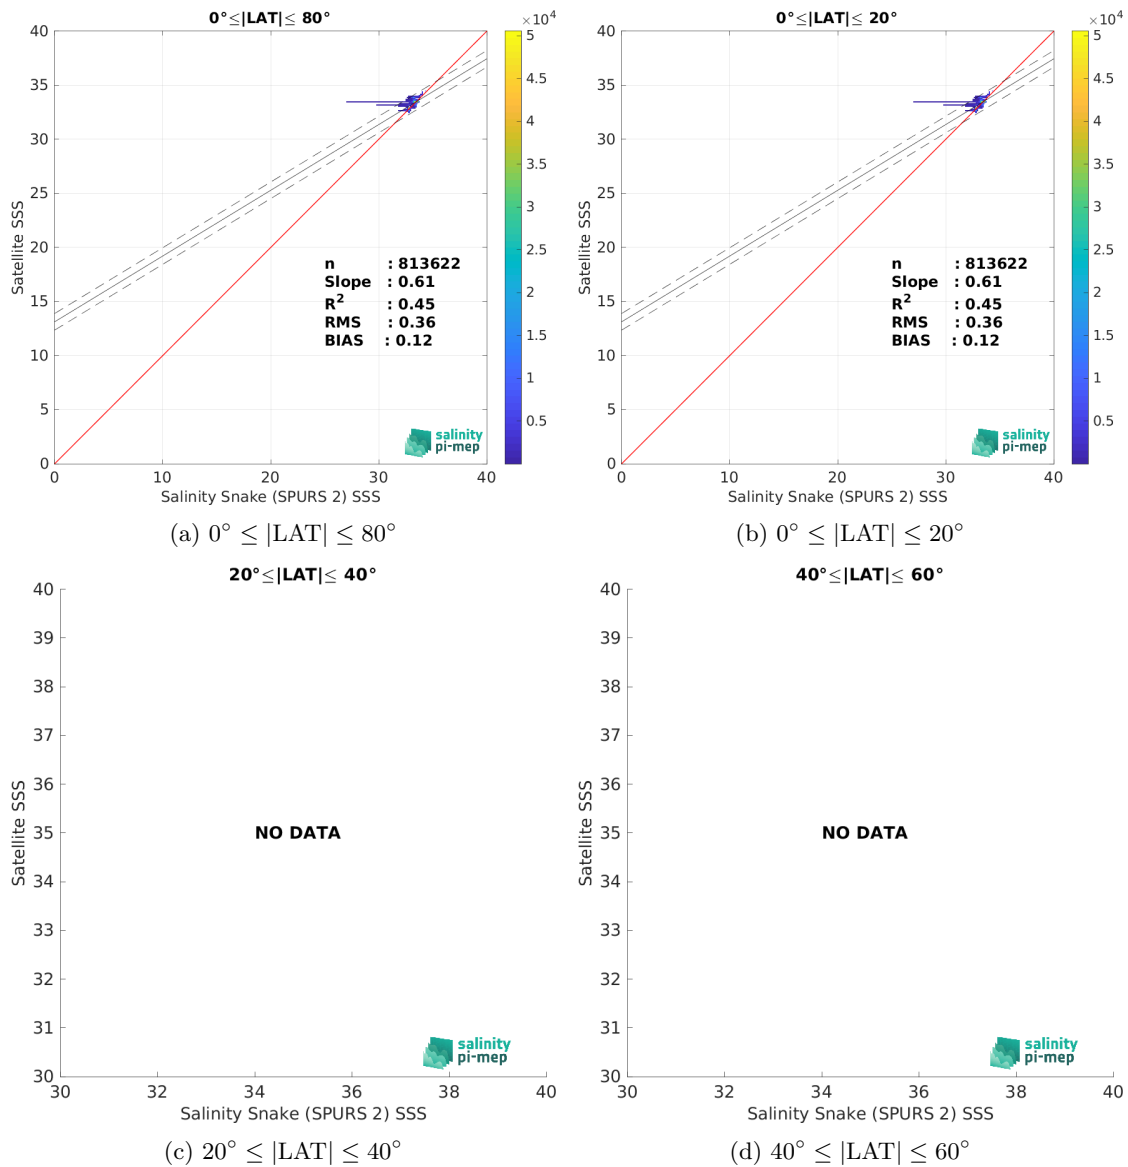 0°≤|LAT|≤ 80°
×10⁴
40
35
30
25
20
15
10
5
0
Satellite SSS
n : 813622
Slope : 0.61
R² : 0.45
RMS : 0.36
BIAS : 0.12
salinity
pi-mep
0 10 20 30 40
Salinity Snake (SPURS 2) SSS
5
4.5
4
3.5
3
2.5
2
1.5
1
0.5
(a) 0° ≤ |LAT| ≤ 80°
0°≤|LAT|≤ 20°
×10⁴
40
35
30
25
20
15
10
5
0
Satellite SSS
n : 813622
Slope : 0.61
R² : 0.45
RMS : 0.36
BIAS : 0.12
salinity
pi-mep
0 10 20 30 40
Salinity Snake (SPURS 2) SSS
5
4.5
4
3.5
3
2.5
2
1.5
1
0.5
(b) 0° ≤ |LAT| ≤ 20°
20°≤|LAT|≤ 40°
40
39
38
37
36
35
34
33
32
31
30
Satellite SSS
NO DATA
salinity
pi-mep
30 32 34 36 38 40
Salinity Snake (SPURS 2) SSS
(c) 20° ≤ |LAT| ≤ 40°
40°≤|LAT|≤ 60°
40
39
38
37
36
35
34
33
32
31
30
Satellite SSS
NO DATA
salinity
pi-mep
30 32 34 36 38 40
Salinity Snake (SPURS 2) SSS
(d) 40° ≤ |LAT| ≤ 60°